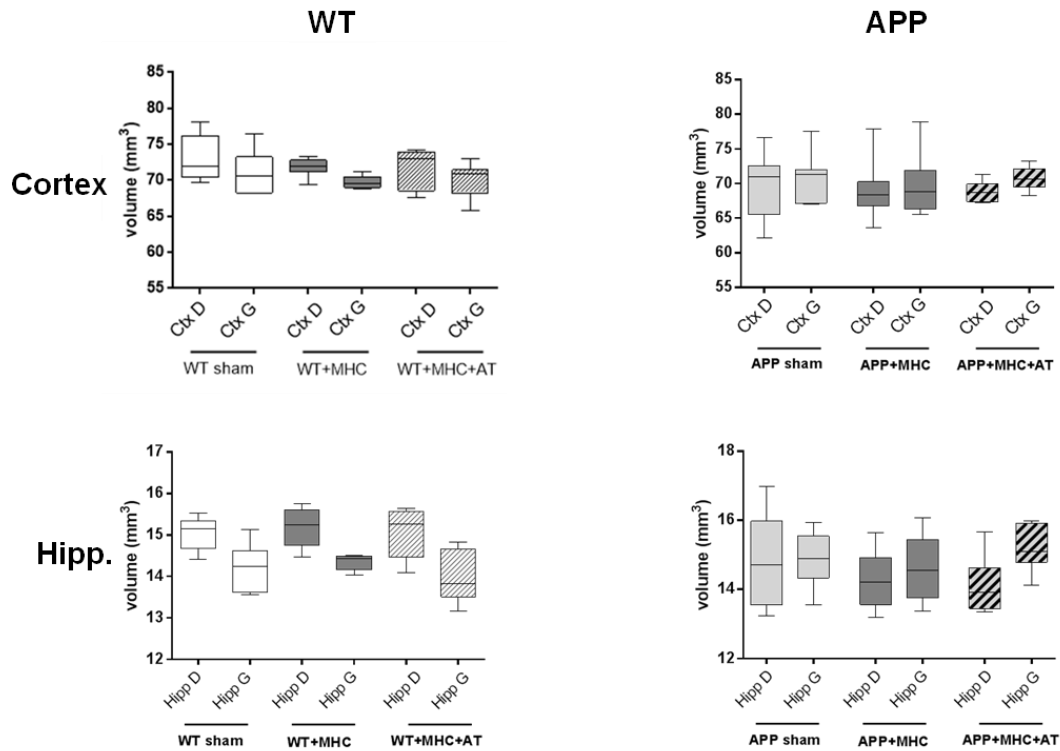 WT
APP
Cortex
volume (mm³)
85
80
75
70
65
60
55
Ctx D
Ctx G
Ctx D
Ctx G
Ctx D
Ctx G
WT sham
WT+MHC
WT+MHC+AT
volume (mm³)
85
80
75
70
65
60
55
Ctx D
Ctx G
Ctx D
Ctx G
Ctx D
Ctx G
APP sham
APP+MHC
APP+MHC+AT
Hipp.
volume (mm³)
17
16
15
14
13
12
Hipp D
Hipp G
Hipp D
Hipp G
Hipp D
Hipp G
WT sham
WT+MHC
WT+MHC+AT
volume (mm³)
18
16
14
12
Hipp D
Hipp G
Hipp D
Hipp G
Hipp D
Hipp G
APP sham
APP+MHC
APP+MHC+AT